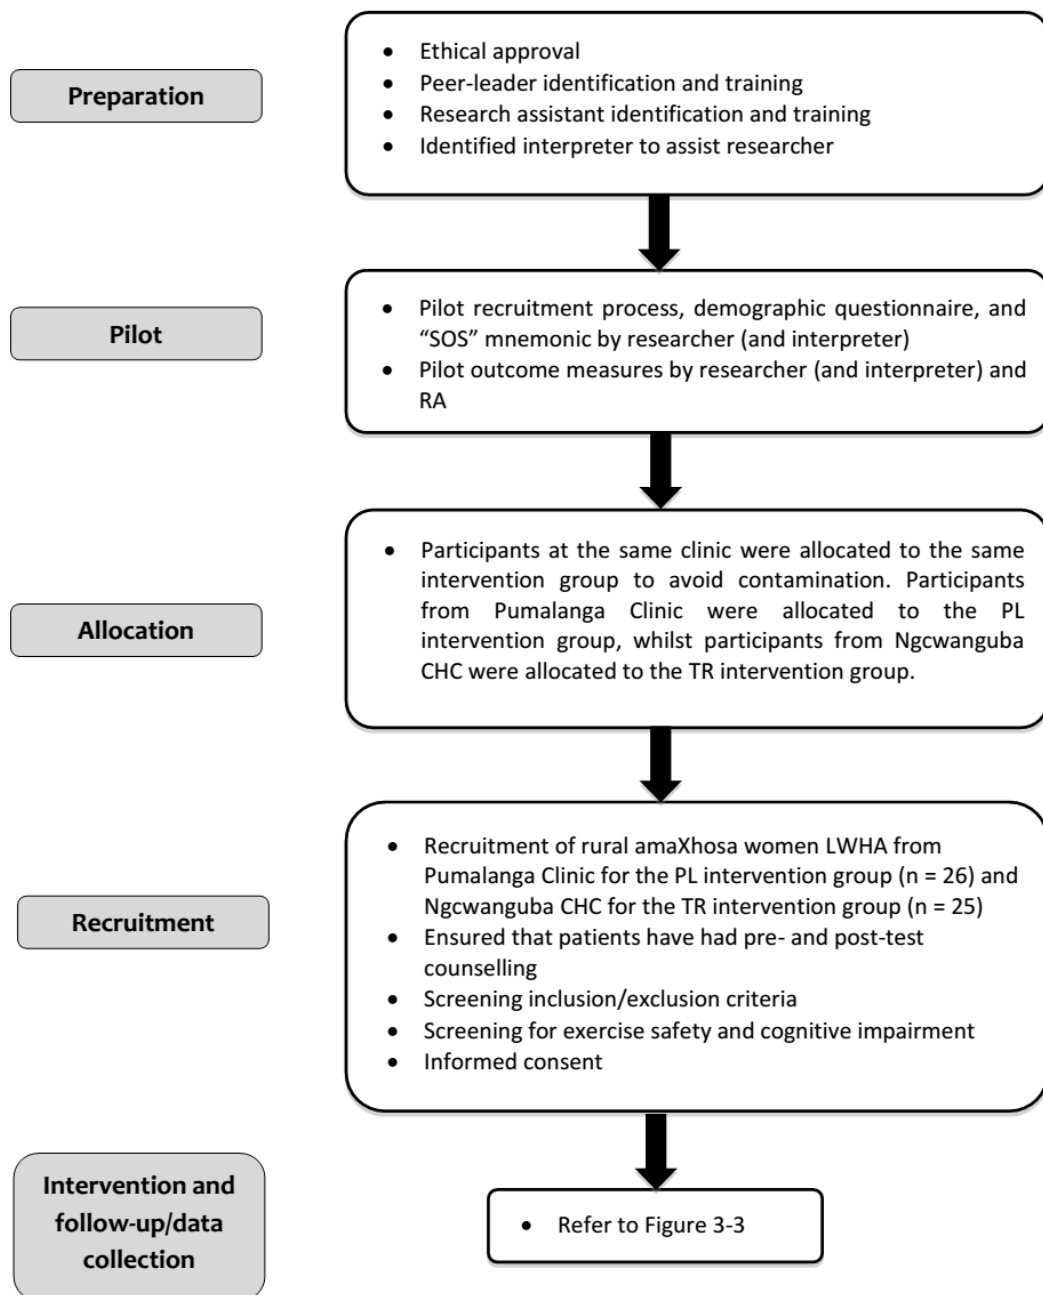 Preparation
• Ethical approval
• Peer-leader identification and training
• Research assistant identification and training
• Identified interpreter to assist researcher
Pilot
• Pilot recruitment process, demographic questionnaire, and
“SOS” mnemonic by researcher (and interpreter)
• Pilot outcome measures by researcher (and interpreter) and
RA
Allocation
• Participants at the same clinic were allocated to the same
intervention group to avoid contamination. Participants
from Pumalanga Clinic were allocated to the PL
intervention group, whilst participants from Ngcwanguba
CHC were allocated to the TR intervention group.
Recruitment
• Recruitment of rural amaXhosa women LWHA from
Pumalanga Clinic for the PL intervention group (n = 26) and
Ngcwanguba CHC for the TR intervention group (n = 25)
• Ensured that patients have had pre- and post-test
counselling
• Screening inclusion/exclusion criteria
• Screening for exercise safety and cognitive impairment
• Informed consent
Intervention and
follow-up/data
collection
• Refer to Figure 3-3